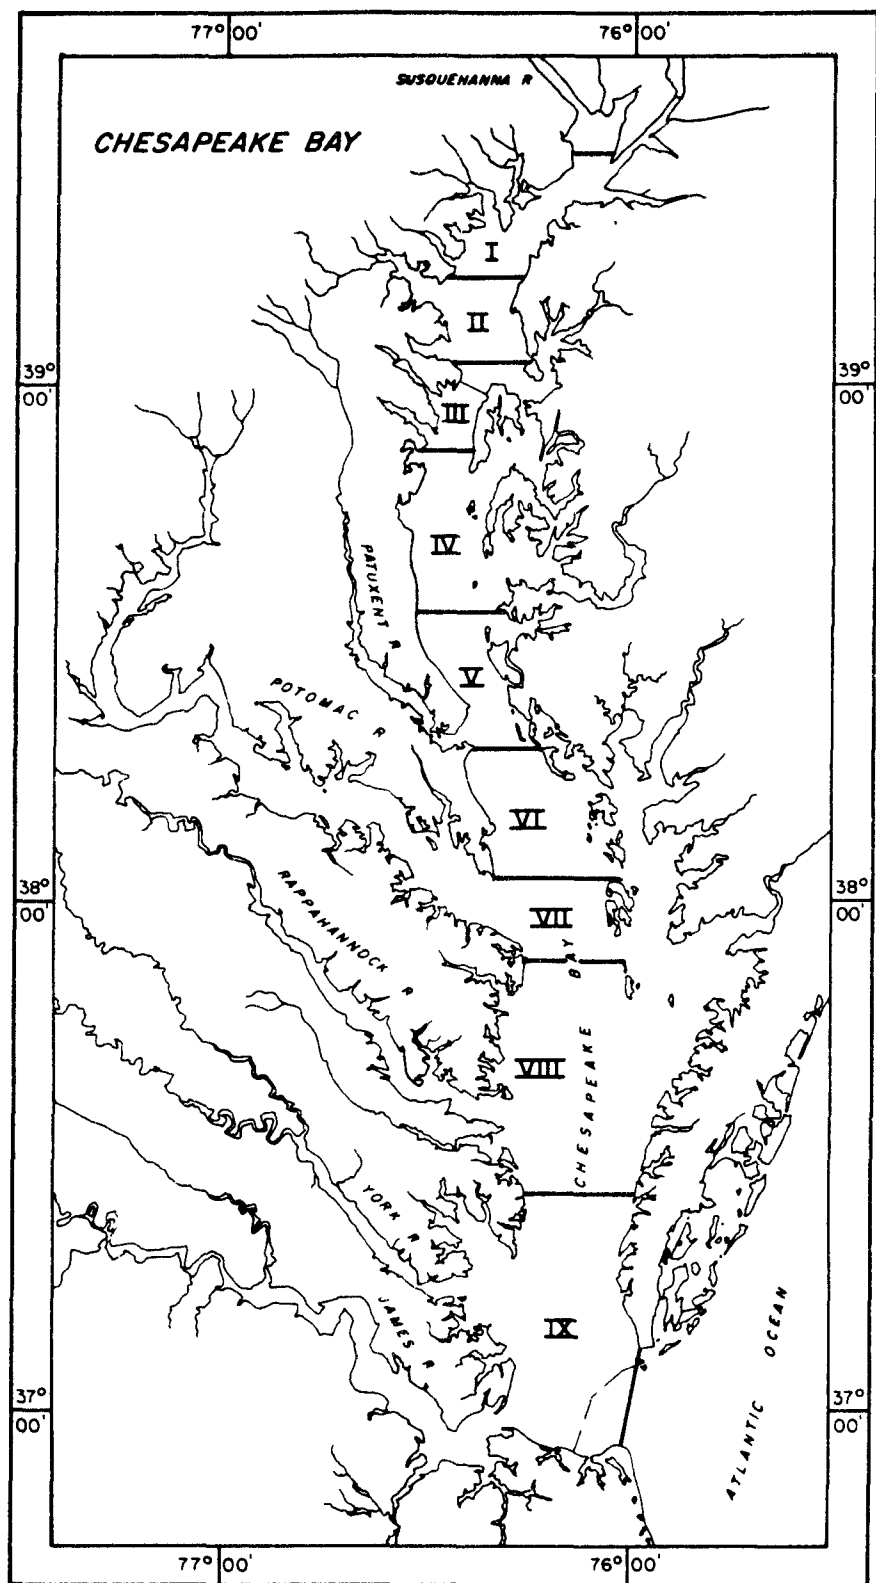 77° 00'
76° 00'
SUSQUEHANNA R
CHESAPEAKE BAY
I
II
39° 00'
39° 00'
III
IV
PATUXENT R
V
POTOMAC R
VI
RAPPAHANNOCK R
38° 00'
38° 00'
VII
CHESAPEAKE BAY
VIII
YORK R
JAMES R
IX
ATLANTIC OCEAN
37° 00'
37° 00'
77° 00'
76° 00'